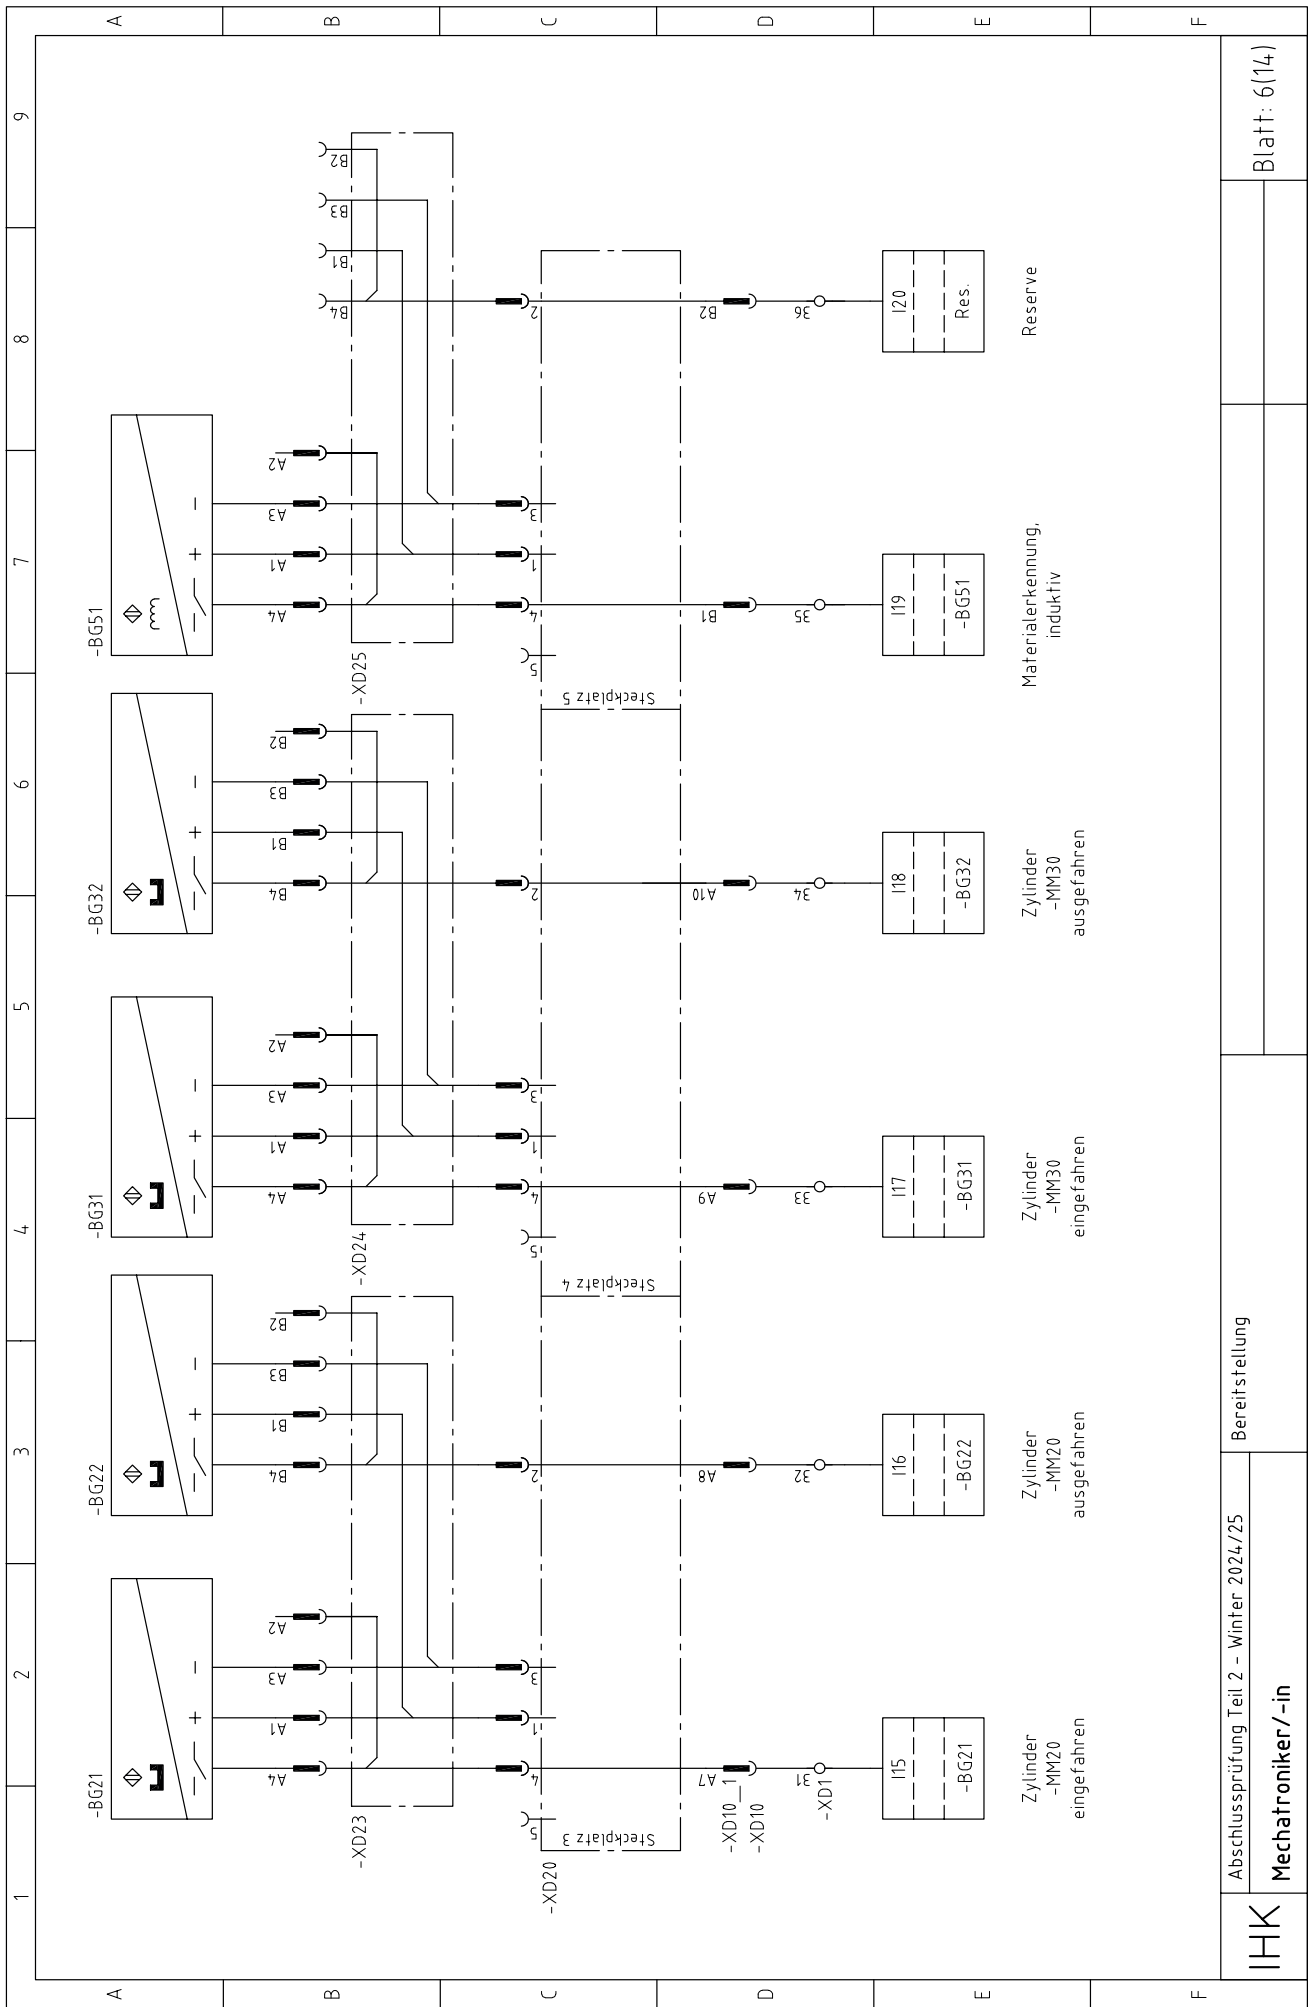 1 2 3 4 5 6 7 8 9
A
B
C
D
E
F
A
B
C
D
E
F
-BG21
-BG22
-BG31
-BG32
-BG51
+ −
+ −
+ −
+ −
+ −
A4 A1 A3 A2
B4 B1 B3 B2
A4 A1 A3 A2
B4 B1 B3 B2
A4 A1 A3 A2
B4 B1 B3 B2
-XD23
-XD24
-XD25
5 4 1 3 2
5 4 1 3 2
5 4 1 3 2
-XD20
Steckplatz 3
Steckplatz 4
Steckplatz 5
-XD10__1
-XD10
A7 A8 A9 A10 B1 B2
-XD1
31 32 33 34 35 36
I15 I16 I17 I18 I19 I20
-BG21 -BG22 -BG31 -BG32 -BG51 Res.
Zylinder
-MM20
eingefahren
Zylinder
-MM20
ausgefahren
Zylinder
-MM30
eingefahren
Zylinder
-MM30
ausgefahren
Materialerkennung,
induktiv
Reserve
IHK
Abschlussprüfung Teil 2 – Winter 2024/25
Mechatroniker/-in
Bereitstellung
Blatt: 6(14)